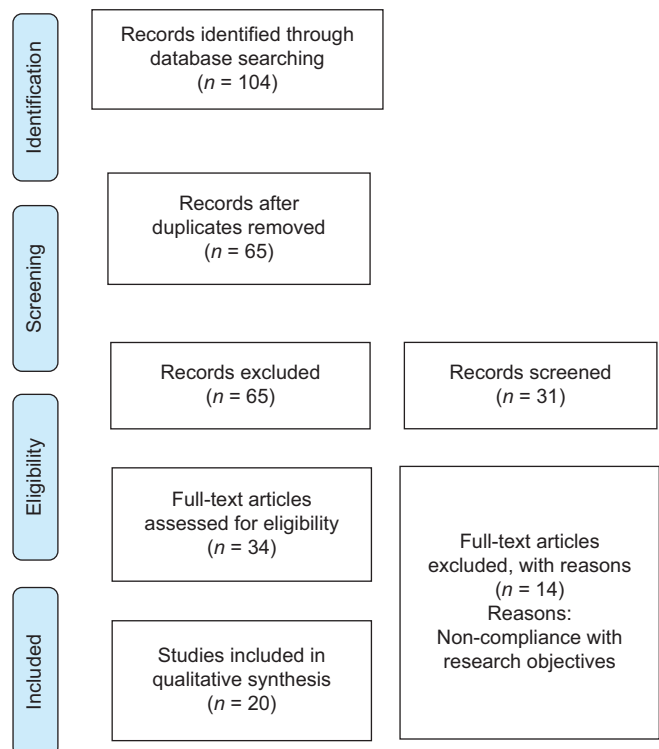 Identification
Records identified through
database searching
(n = 104)
Screening
Records after
duplicates removed
(n = 65)
Records excluded
(n = 65)
Records screened
(n = 31)
Eligibility
Full-text articles
assessed for eligibility
(n = 34)
Full-text articles
excluded, with reasons
(n = 14)
Reasons:
Non-compliance with
research objectives
Included
Studies included in
qualitative synthesis
(n = 20)